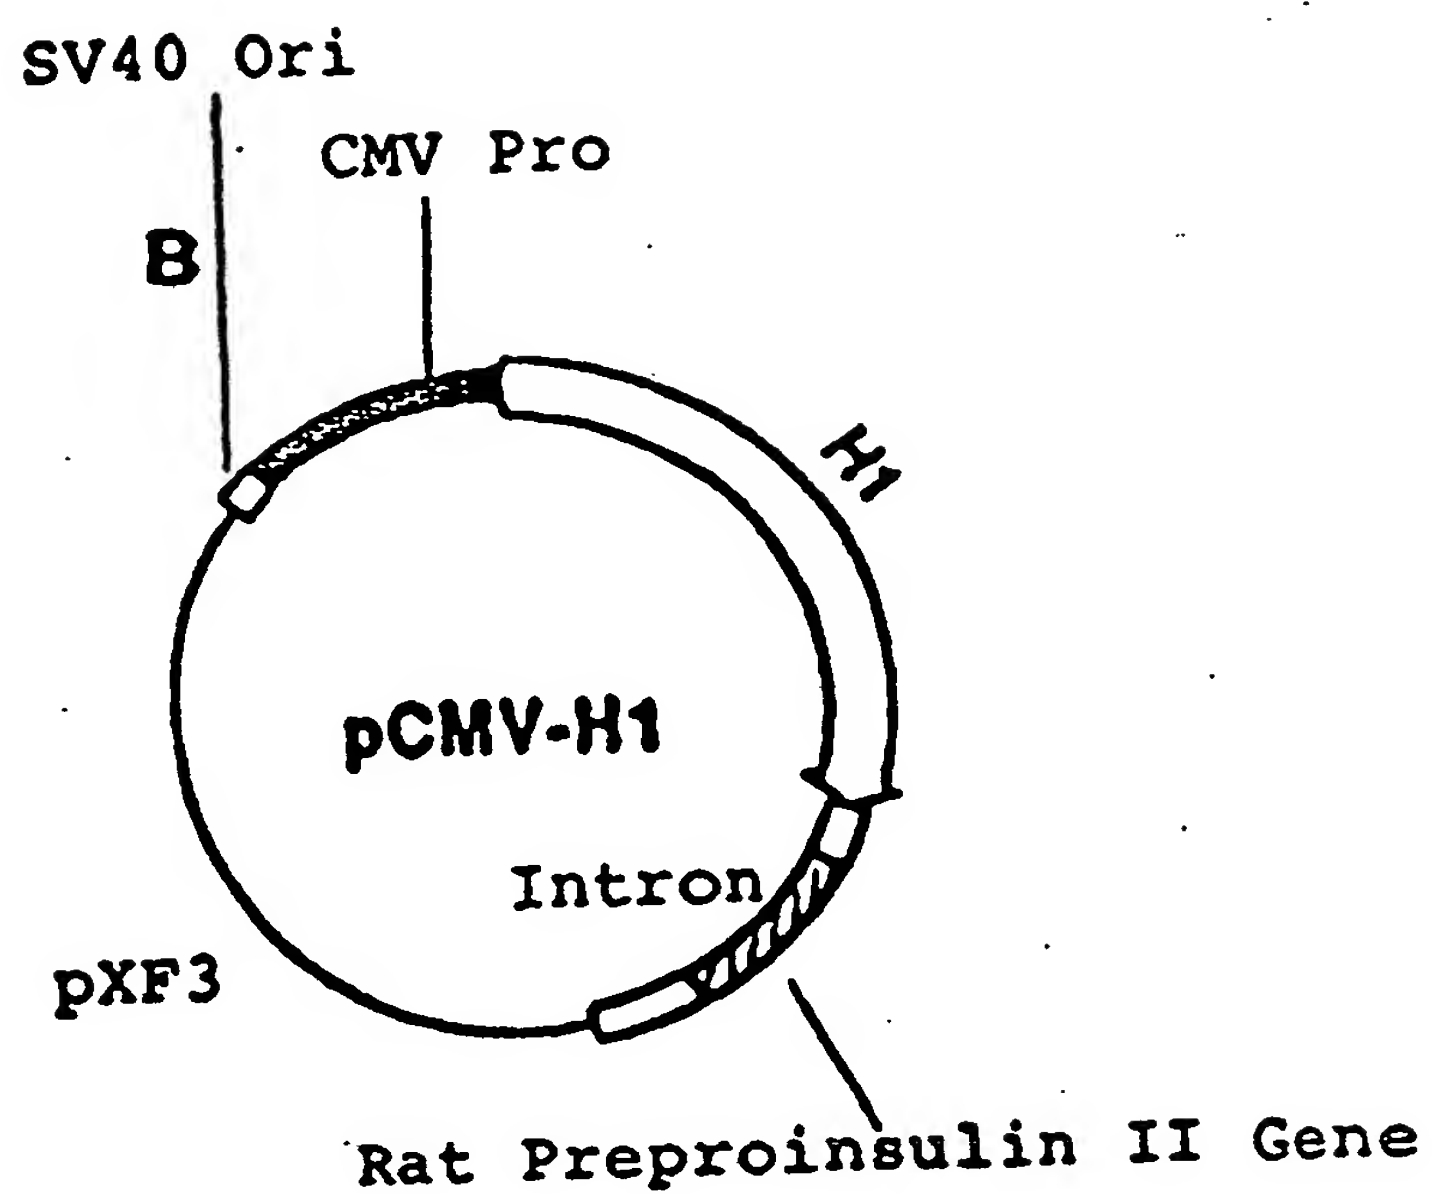 SV40 Ori
CMV Pro
B
H1
pCMV-H1
Intron
pXF3
Rat Preproinsulin II Gene